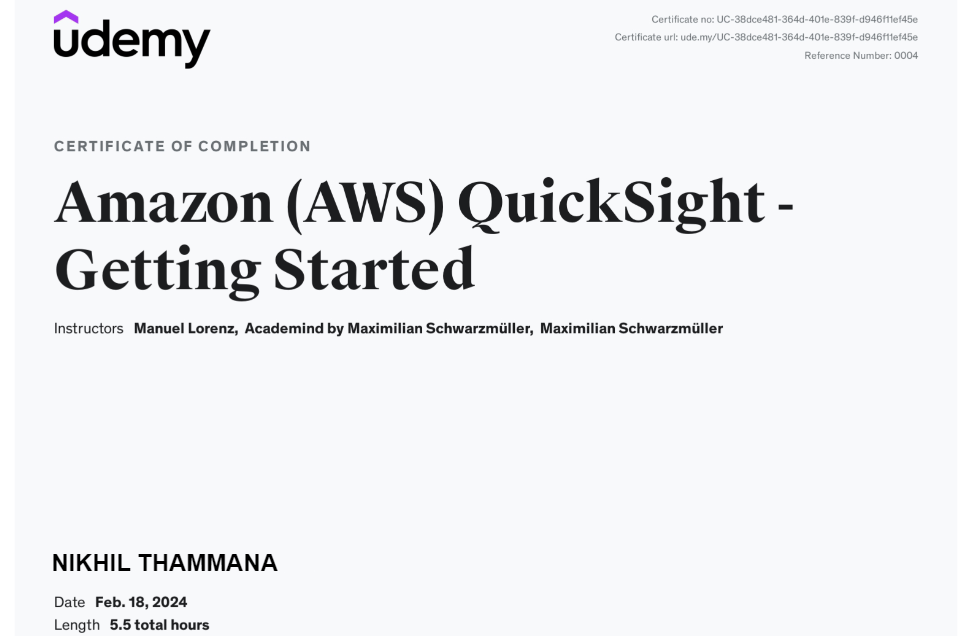 udemy
Certificate no: UC-38dce481-364d-401e-839f-d946f11ef45e
Certificate url: ude.my/UC-38dce481-364d-401e-839f-d946f11ef45e
Reference Number: 0004
CERTIFICATE OF COMPLETION
Amazon (AWS) QuickSight -
Getting Started
Instructors Manuel Lorenz, Academind by Maximilian Schwarzmüller, Maximilian Schwarzmüller
NIKHIL THAMMANA
Date Feb. 18, 2024
Length 5.5 total hours